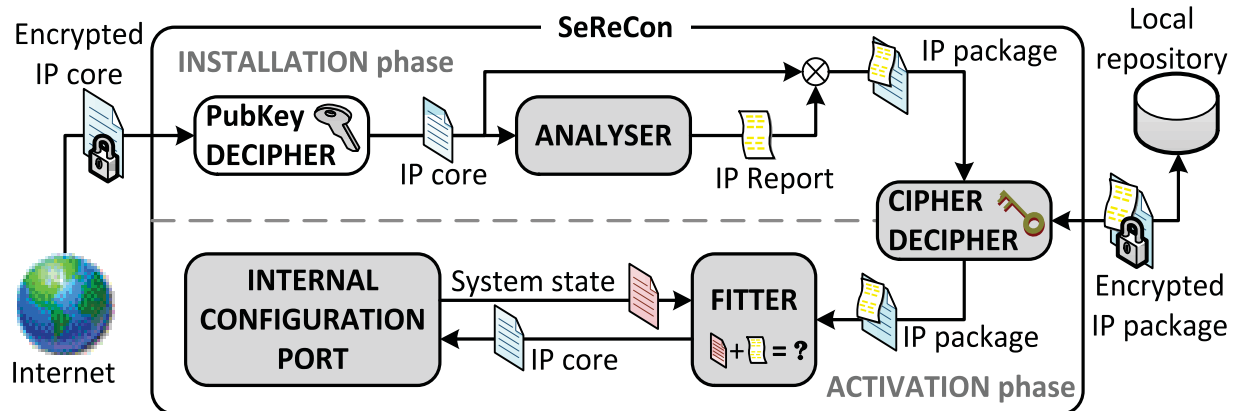 SeReCon
Local
repository
Encrypted
IP core
INSTALLATION phase
IP package
PubKey
DECIPHER
IP core
ANALYSER
IP Report
CIPHER
DECIPHER
Encrypted
IP package
INTERNAL
CONFIGURATION
PORT
System state
IP core
FITTER
+ = ?
IP package
ACTIVATION phase
Internet